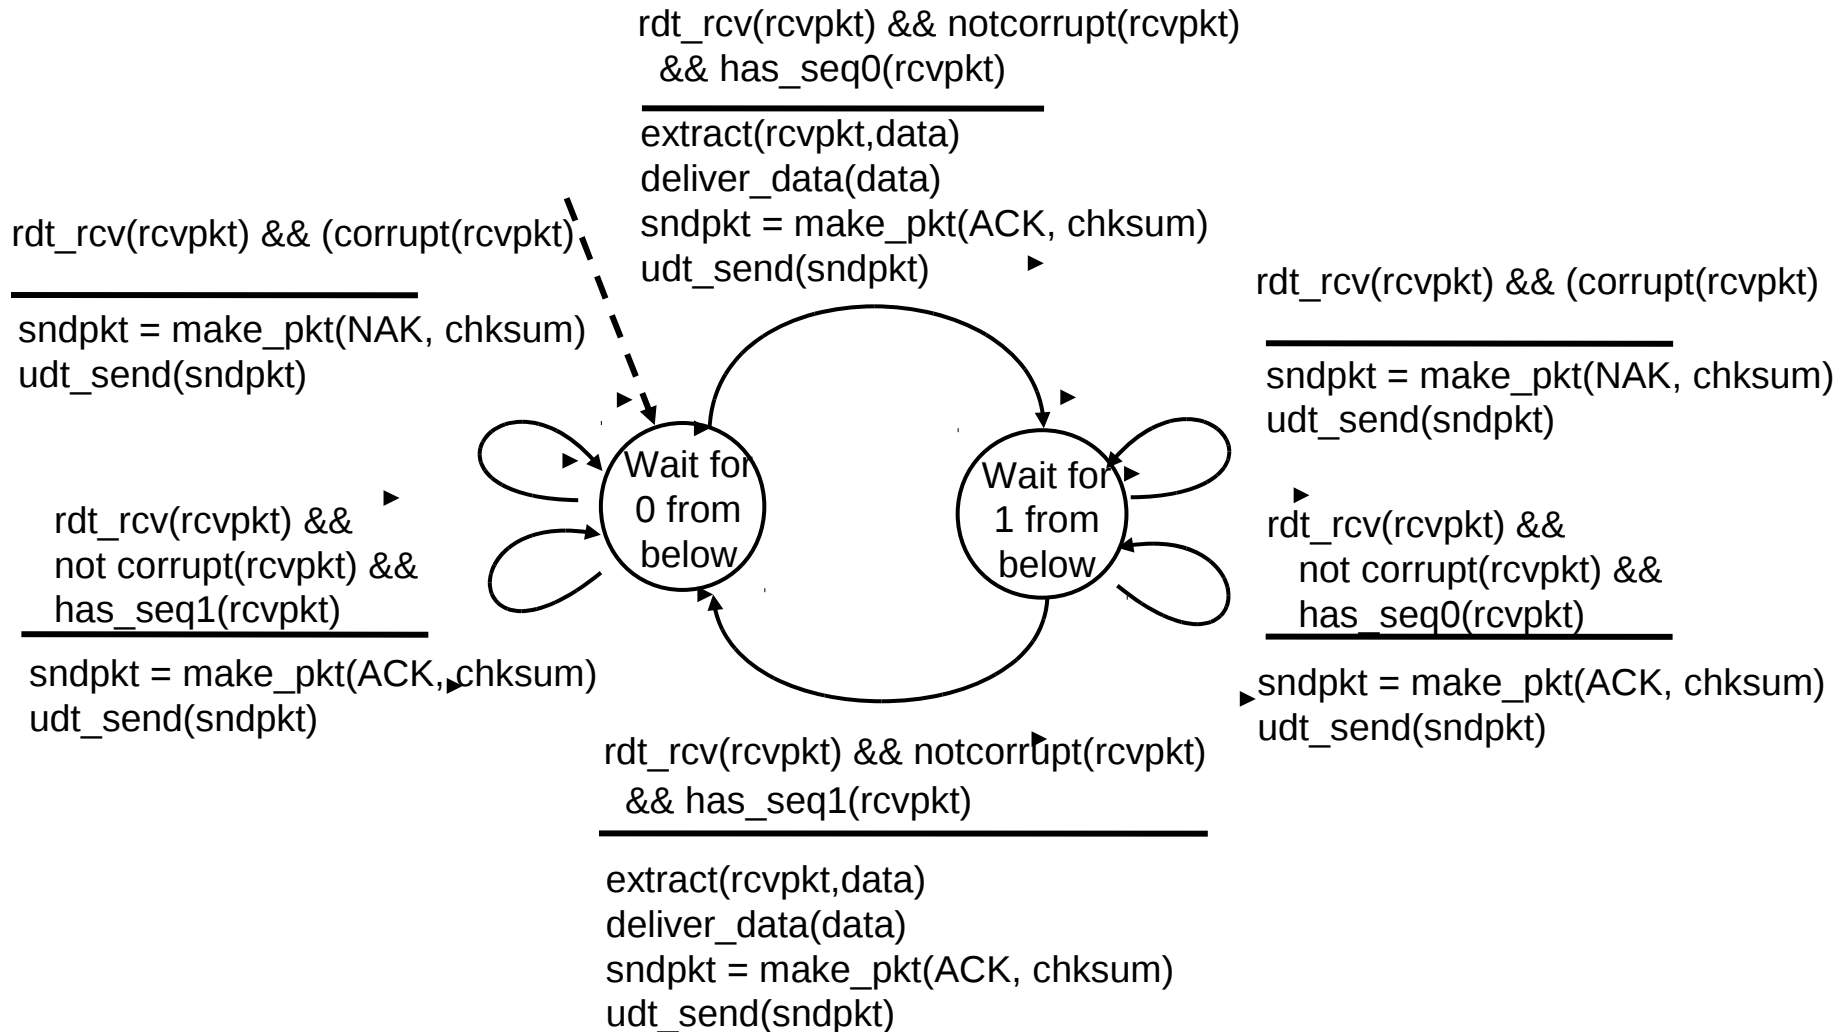 rdt_rcv(rcvpkt) && notcorrupt(rcvpkt)
&& has_seq0(rcvpkt)
extract(rcvpkt,data)
deliver_data(data)
sndpkt = make_pkt(ACK, chksum)
udt_send(sndpkt)
rdt_rcv(rcvpkt) && (corrupt(rcvpkt)
sndpkt = make_pkt(NAK, chksum)
udt_send(sndpkt)
rdt_rcv(rcvpkt) &&
not corrupt(rcvpkt) &&
has_seq1(rcvpkt)
sndpkt = make_pkt(ACK, chksum)
udt_send(sndpkt)
Wait for
0 from
below
Wait for
1 from
below
rdt_rcv(rcvpkt) && (corrupt(rcvpkt)
sndpkt = make_pkt(NAK, chksum)
udt_send(sndpkt)
rdt_rcv(rcvpkt) &&
not corrupt(rcvpkt) &&
has_seq0(rcvpkt)
sndpkt = make_pkt(ACK, chksum)
udt_send(sndpkt)
rdt_rcv(rcvpkt) && notcorrupt(rcvpkt)
&& has_seq1(rcvpkt)
extract(rcvpkt,data)
deliver_data(data)
sndpkt = make_pkt(ACK, chksum)
udt_send(sndpkt)